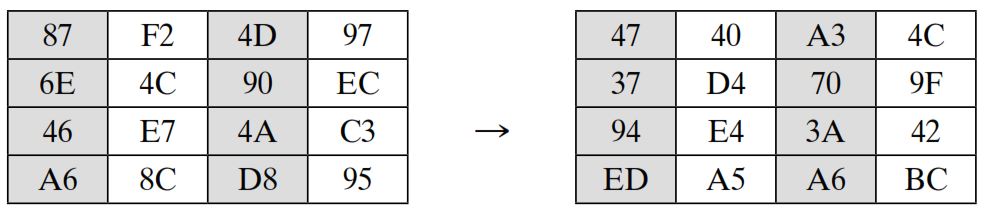 87 F2 4D 97 → 47 40 A3 4C
6E 4C 90 EC 37 D4 70 9F
46 E7 4A C3 94 E4 3A 42
A6 8C D8 95 ED A5 A6 BC